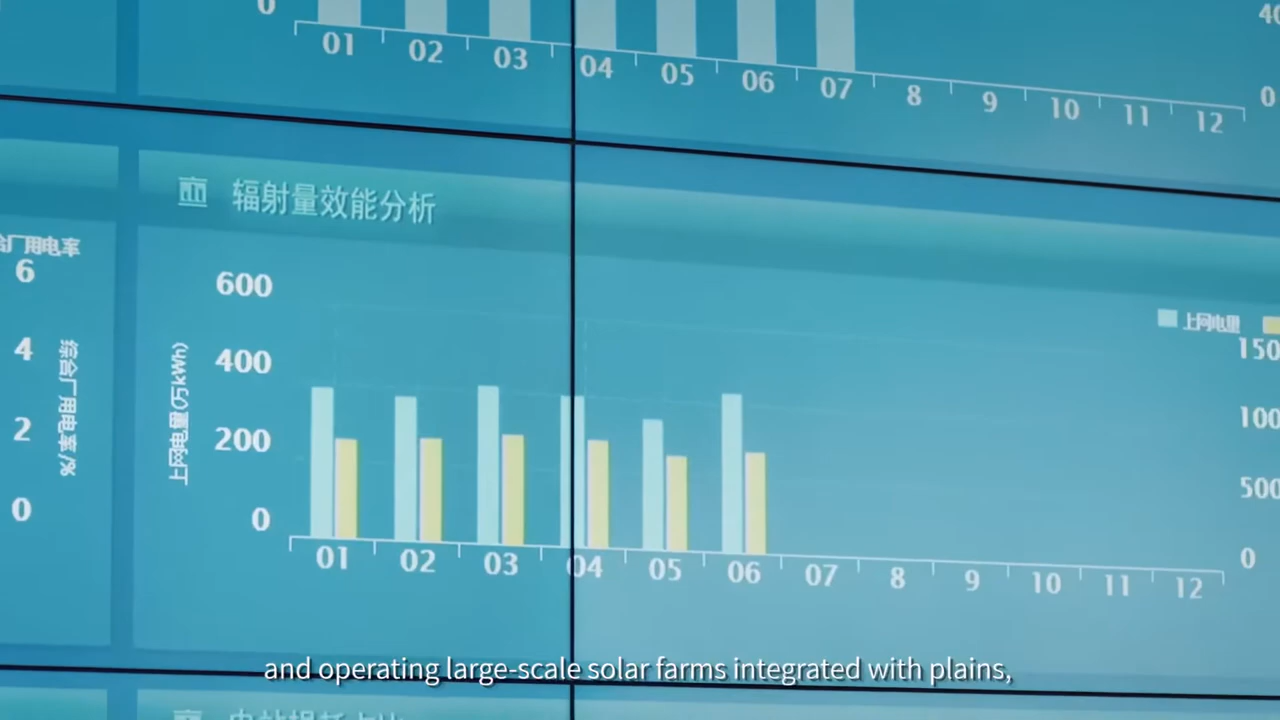 0
01 02 03 04 05 06 07 8 9 10 11 12
0
辐射量效能分析
厂用电率
6
4
2
0
综合厂用电率/%
上网电量(万kWh)
600
400
200
0
01 02 03 04 05 06 07 8 9 10 11 12
上网电量
150
100
500
0
and operating large-scale solar farms integrated with plains,